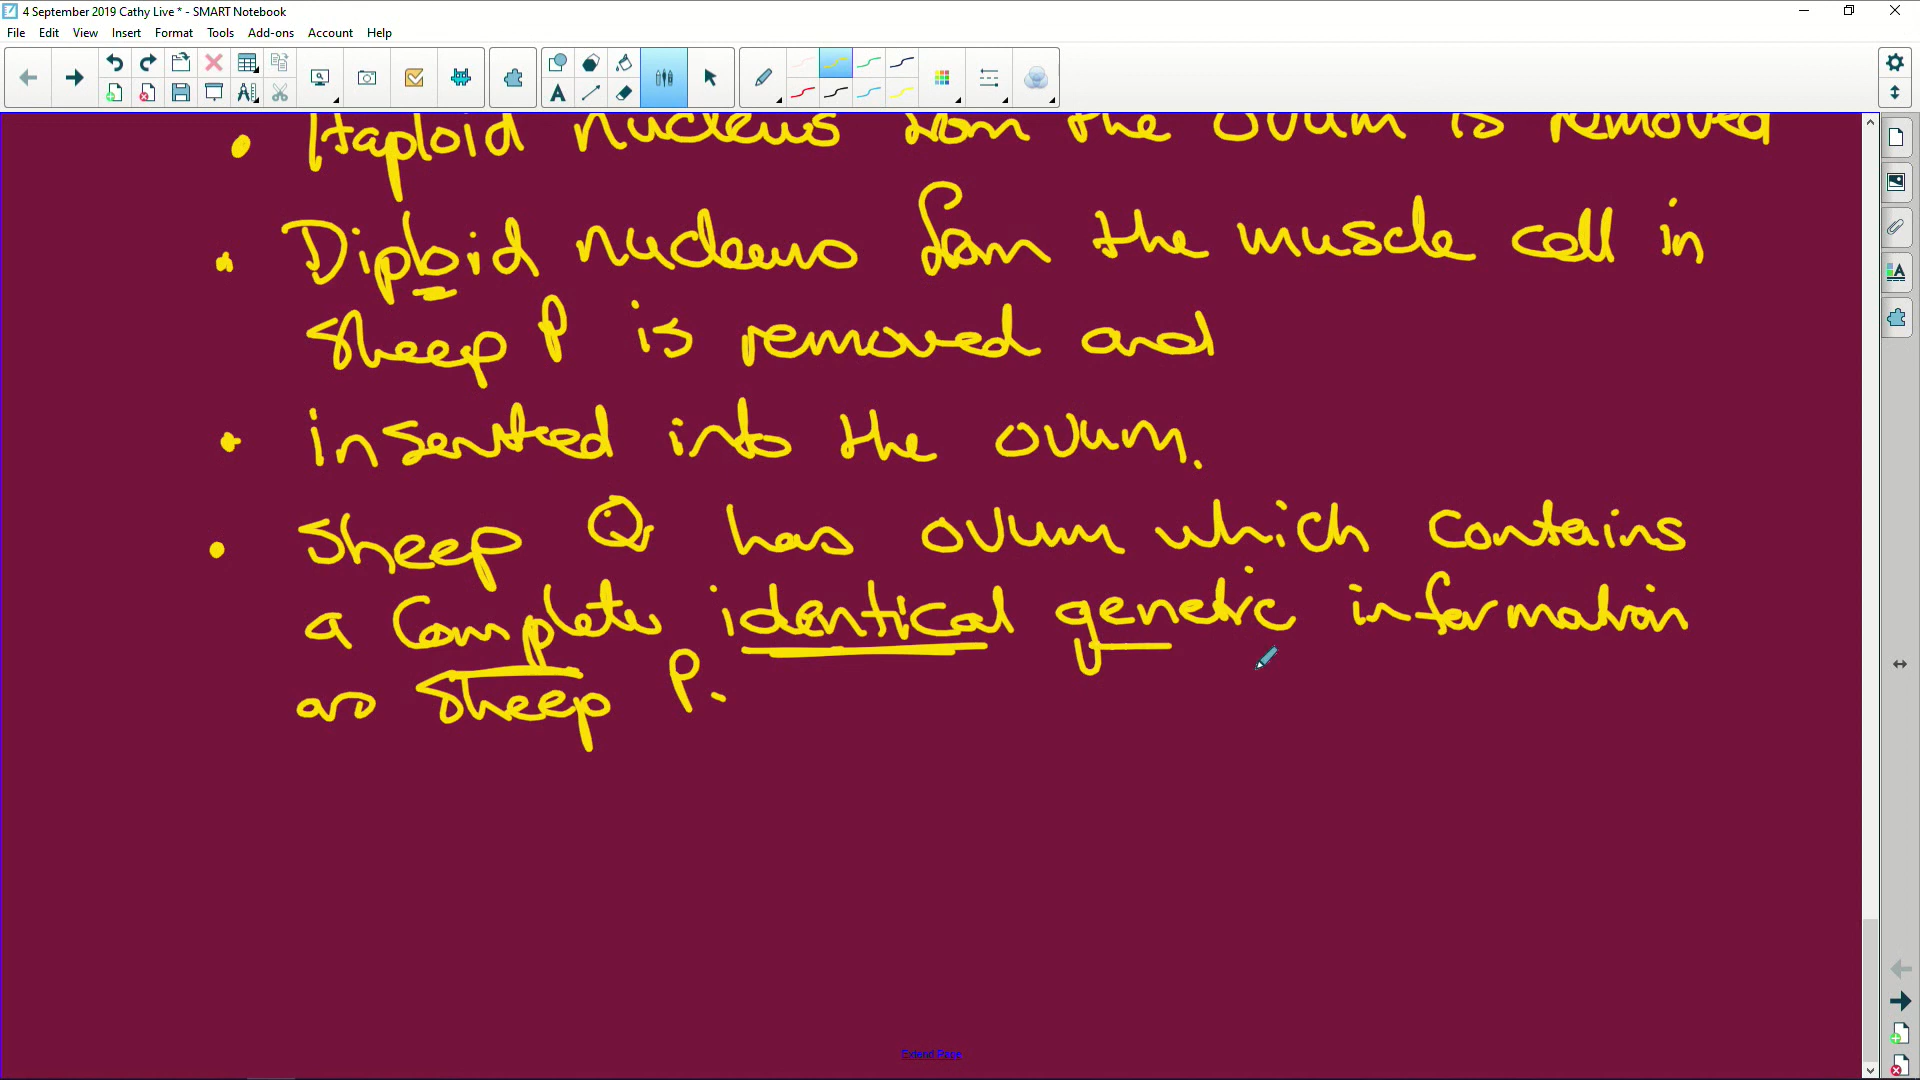 4 September 2019 Cathy Live * - SMART Notebook
File Edit View Insert Format Tools Add-ons Account Help
• Haploid nucleus from the ovum is removed
• Diploid nucleus from the muscle cell in
sheep P is removed and
• inserted into the ovum.
• Sheep Q has ovum which contains
a complete identical genetic information
as sheep P.
Extend Page